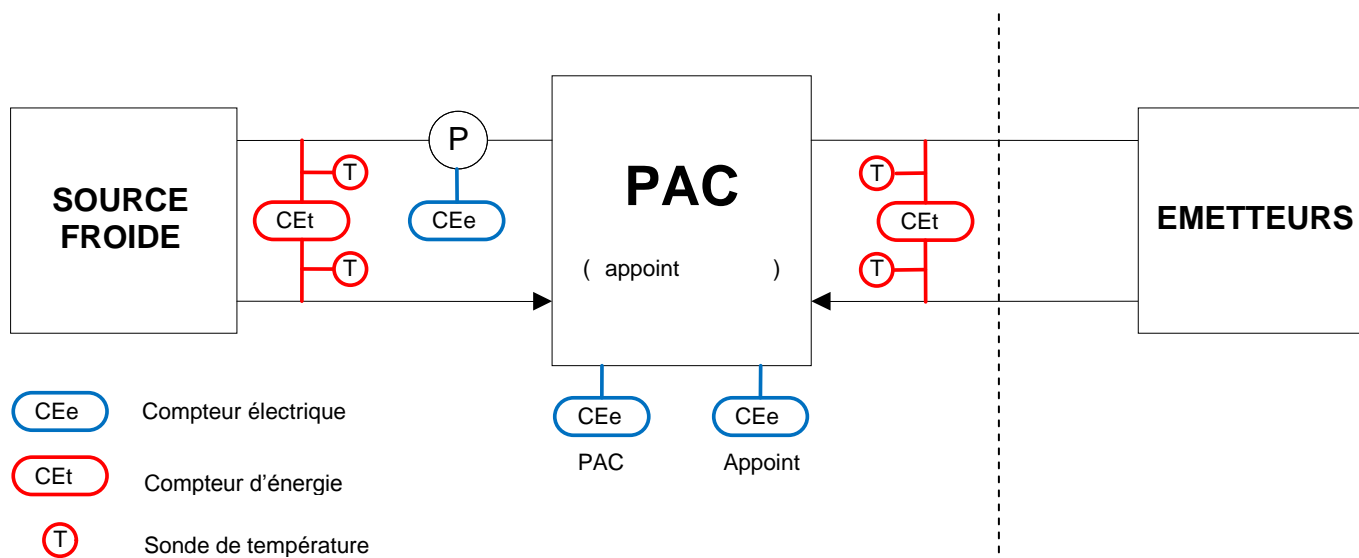 SOURCE
FROIDE
T
CEt
T
P
CEe
PAC
( appoint )
T
CEt
T
EMETTEURS
CEe
PAC
CEe
Appoint
CEe Compteur électrique
CEt Compteur d'énergie
T Sonde de température